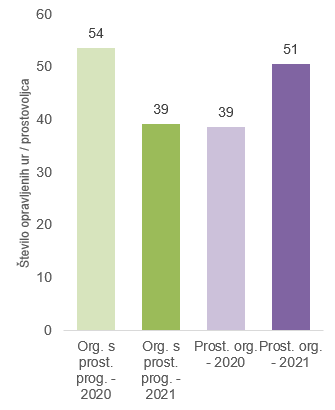 Število opravljenih ur / prostovoljca
60
50
40
30
20
10
0
54
39
39
51
Org. s
prost.
prog. -
2020
Org. s
prost.
prog. -
2021
Prost. org.
- 2020
Prost. org.
- 2021